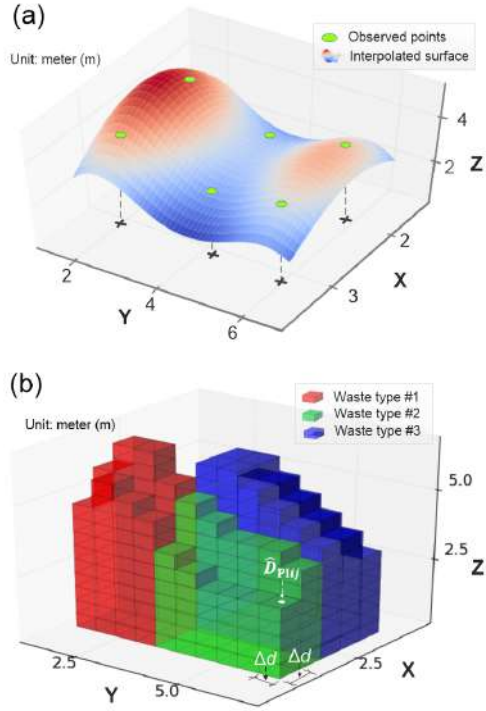 (a)
Observed points
Interpolated surface
Unit: meter (m)
4
2
Z
2
3
X
2
4
6
Y
(b)
Waste type #1
Waste type #2
Waste type #3
Unit: meter (m)
5.0
2.5
Z
D̂P1ij
Δd
Δd
2.5
X
2.5
5.0
Y